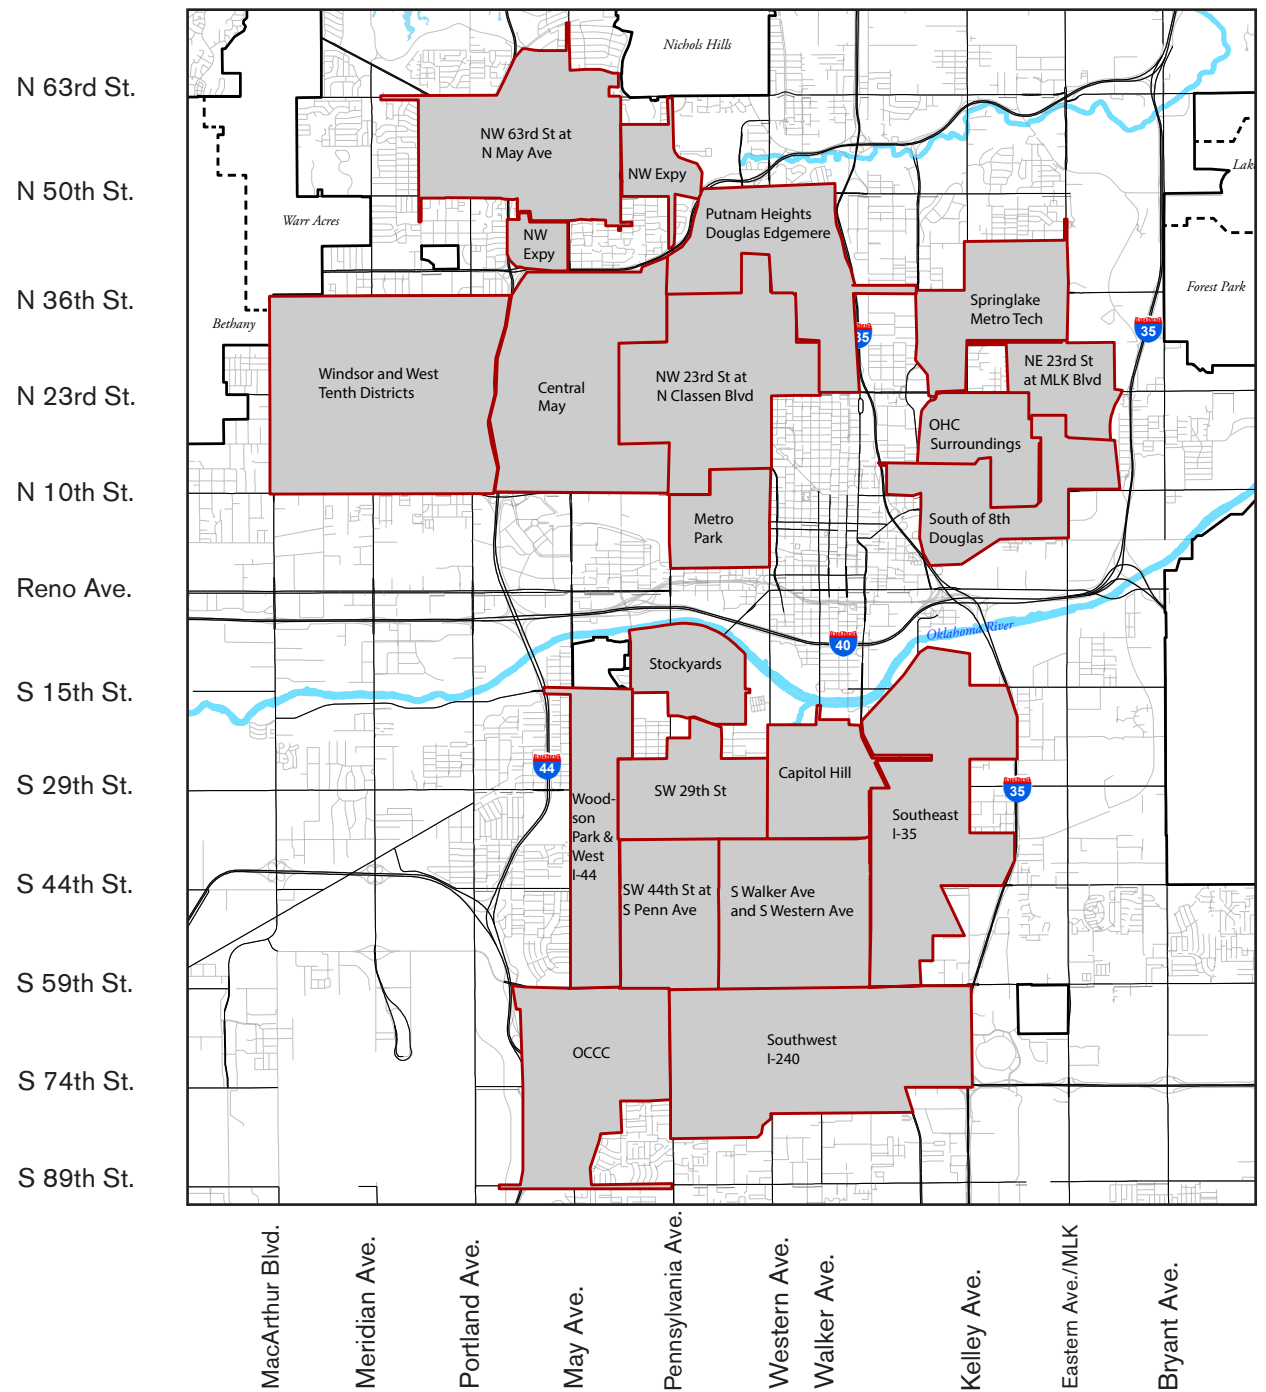 Nichols Hills
N 63rd St.
NW 63rd St at
N May Ave
NW Expy
Lak
N 50th St.
Warr Acres
Putnam Heights
Douglas Edgemere
NW
Expy
N 36th St.
Forest Park
Springlake
Metro Tech
Bethany
35
35
Windsor and West
Tenth Districts
Central
May
NW 23rd St at
N Classen Blvd
NE 23rd St
at MLK Blvd
N 23rd St.
OHC
Surroundings
N 10th St.
Metro
Park
South of 8th
Douglas
Reno Ave.
Oklahoma River
40
Stockyards
S 15th St.
44
Capitol Hill
S 29th St.
SW 29th St
35
Wood-
son
Park &
West
I-44
Southeast
I-35
S 44th St.
SW 44th St at
S Penn Ave
S Walker Ave
and S Western Ave
S 59th St.
OCCC
Southwest
I-240
S 74th St.
S 89th St.
MacArthur Blvd.
Meridian Ave.
Portland Ave.
May Ave.
Pennsylvania Ave.
Western Ave.
Walker Ave.
Kelley Ave.
Eastern Ave./MLK
Bryant Ave.